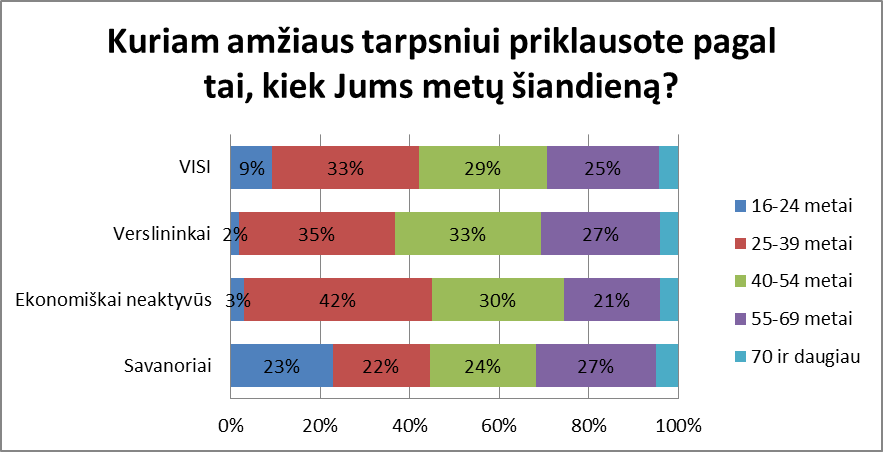 Kuriam amžiaus tarpsniui priklausote pagal
tai, kiek Jums metų šiandieną?
VISI
9% 33% 29% 25%
Verslininkai
2% 35% 33% 27%
Ekonomiškai neaktyvūs
3% 42% 30% 21%
Savanoriai
23% 22% 24% 27%
0% 20% 40% 60% 80% 100%
16-24 metai
25-39 metai
40-54 metai
55-69 metai
70 ir daugiau